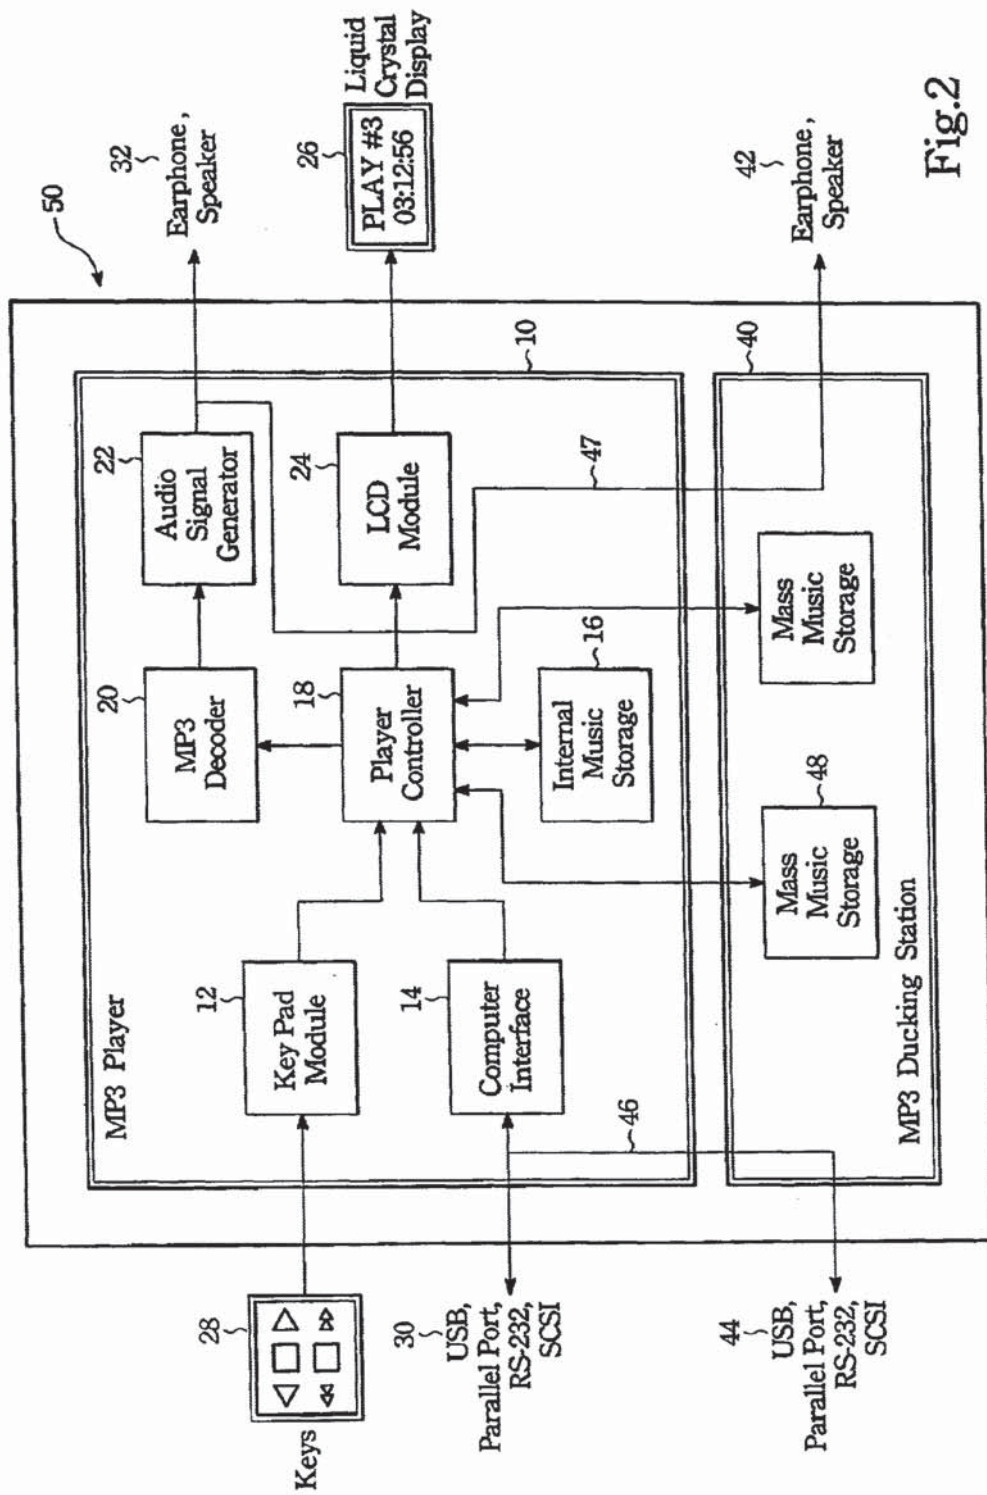 50
32
Earphone,
Speaker
26
PLAY #3
03:12:56
Liquid
Crystal
Display
MP3 Player
10
20
MP3
Decoder
22
Audio
Signal
Generator
28
Keys
12
Key Pad
Module
18
Player
Controller
24
LCD
Module
14
Computer
Interface
16
Internal
Music
Storage
47
46
30
USB,
Parallel Port,
RS-232,
SCSI
40
48
Mass
Music
Storage
Mass
Music
Storage
MP3 Ducking Station
44
USB,
Parallel Port,
RS-232,
SCSI
42
Earphone,
Speaker
Fig.2